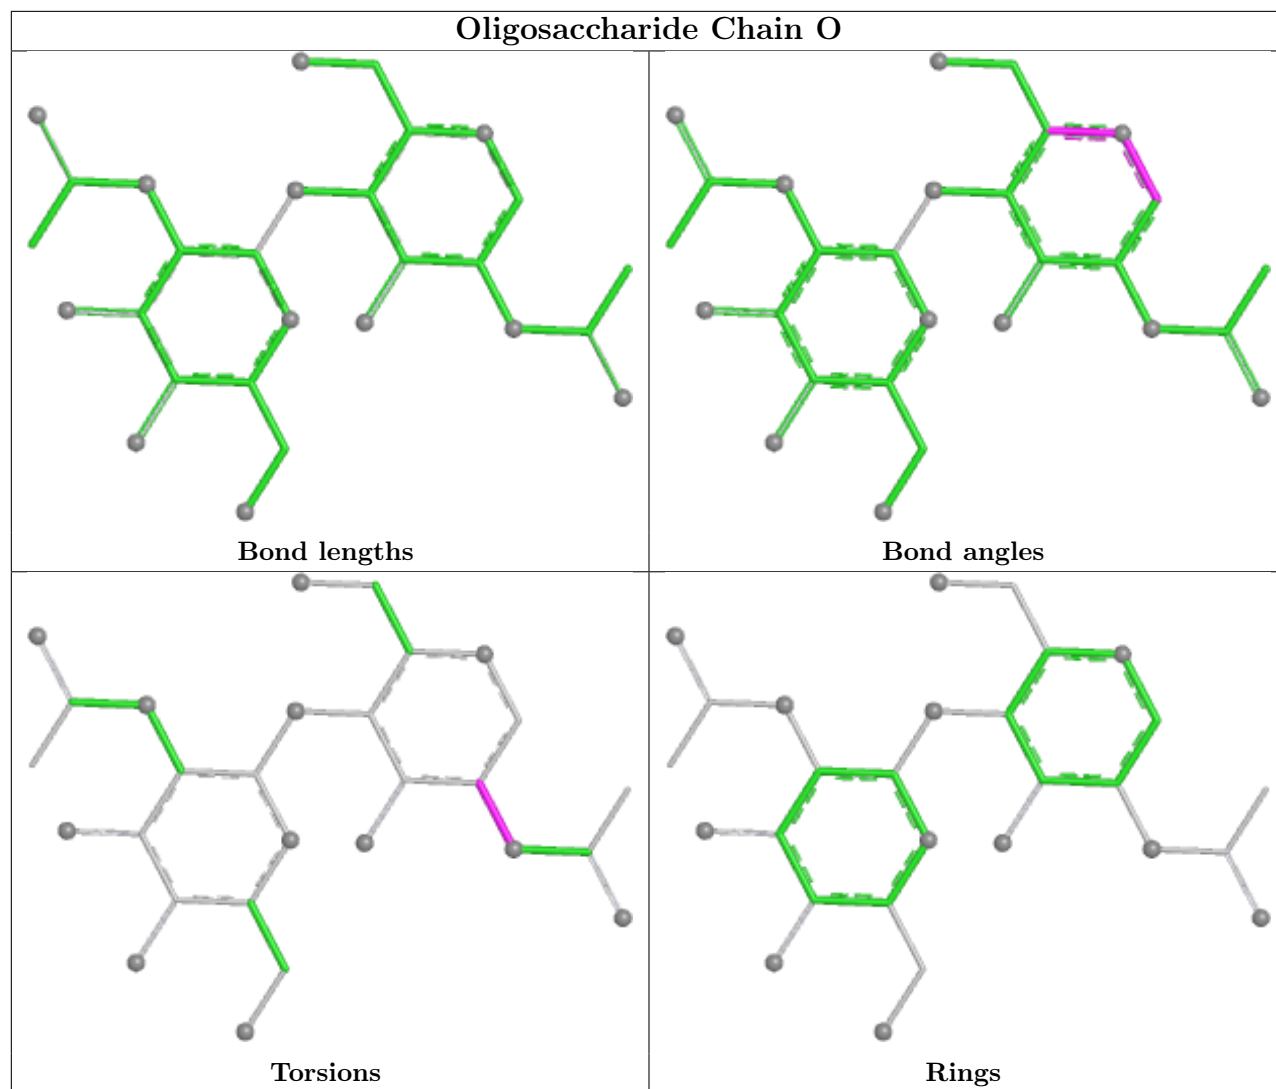 Oligosaccharide Chain O
Bond lengths
Bond angles
Torsions
Rings